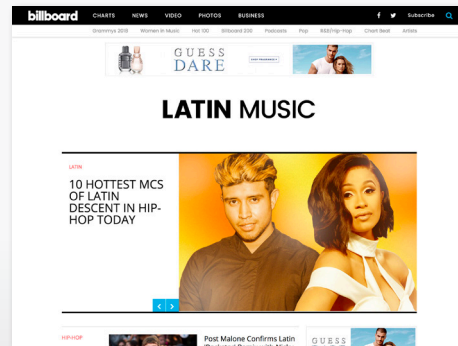 billboard CHARTS NEWS VIDEO PHOTOS BUSINESS Subscribe
Grammys 2018 Women In Music Hot 100 Billboard 200 Podcasts Pop R&B/Hip-Hop Chart Beat Artists
GUESS
DARE
LATIN MUSIC
LATIN
10 HOTTEST MCS
OF LATIN
DESCENT IN HIP-
HOP TODAY
HIP-HOP
Post Malone Confirms Latin
GUESS